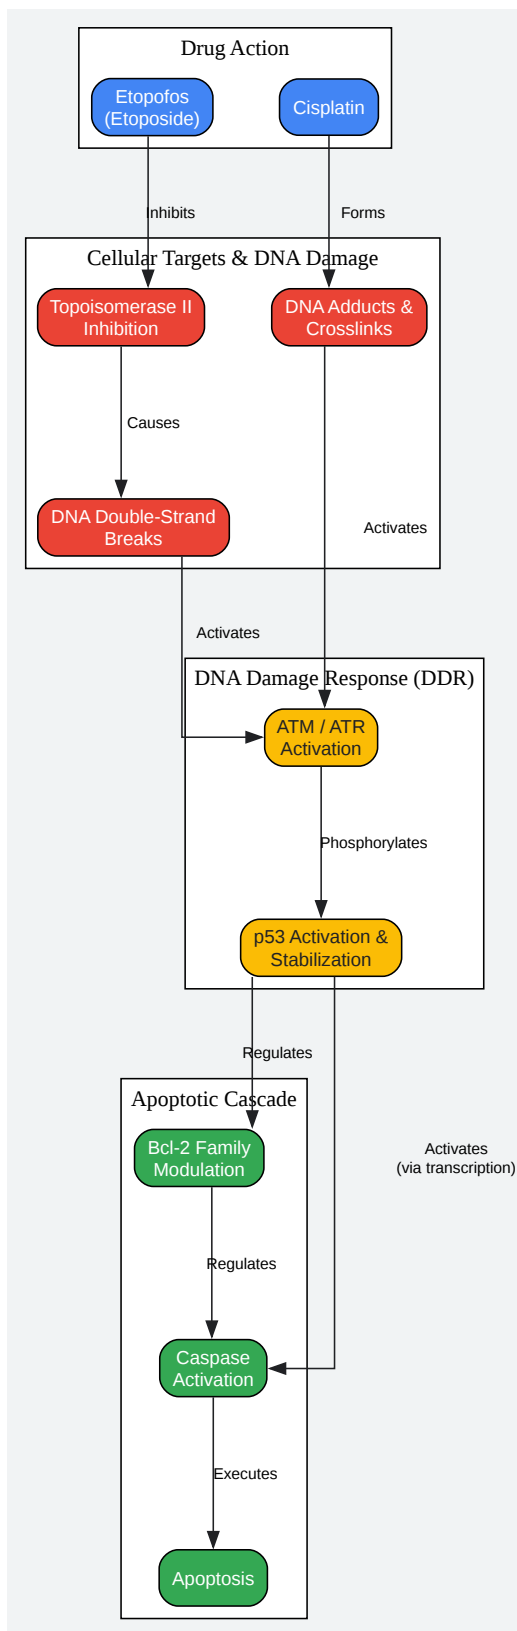 Drug Action
Etopofos
(Etoposide)
Cisplatin
Inhibits
Forms
Cellular Targets & DNA Damage
Topoisomerase II
Inhibition
DNA Adducts &
Crosslinks
Causes
DNA Double-Strand
Breaks
Activates
Activates
DNA Damage Response (DDR)
ATM / ATR
Activation
Phosphorylates
p53 Activation &
Stabilization
Regulates
Apoptotic Cascade
Bcl-2 Family
Modulation
Activates
(via transcription)
Regulates
Caspase
Activation
Executes
Apoptosis